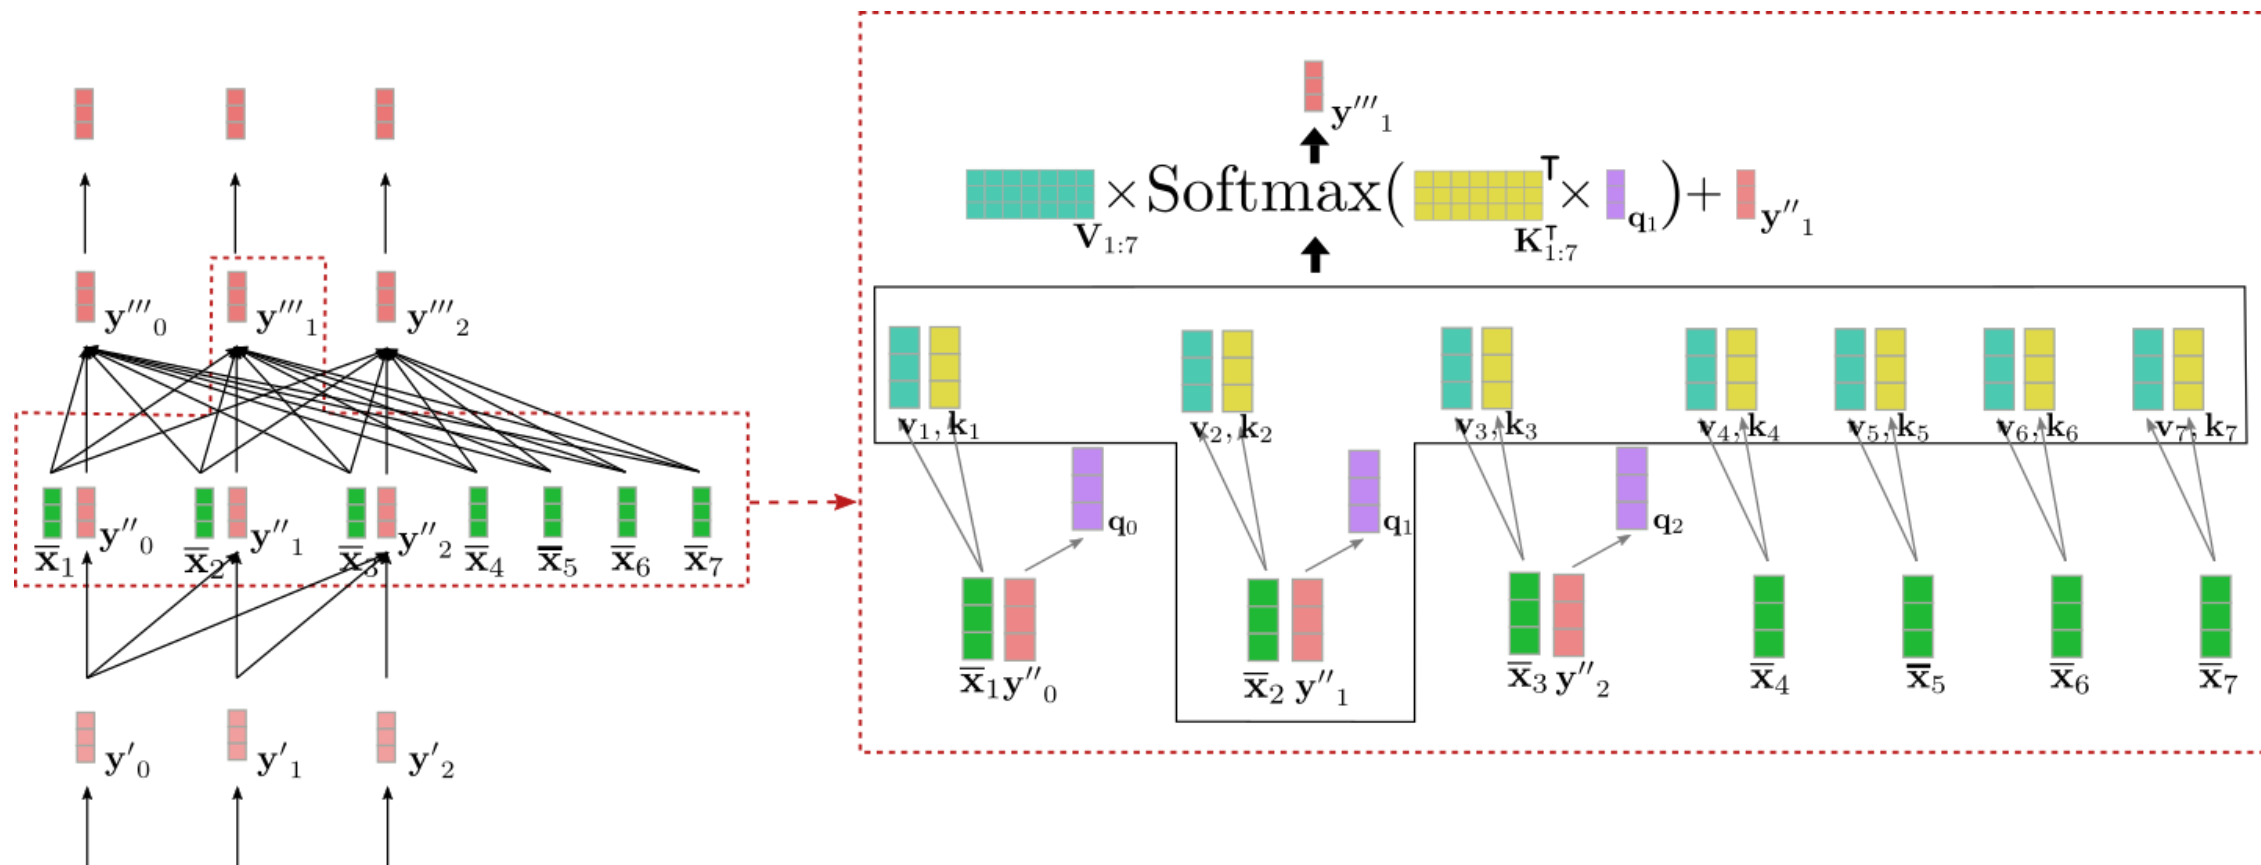 y'''₀ y'''₁ y'''₂
x̅₁ y''₀ x̅₂ y''₁ x̅₃ y''₂ x̅₄ x̅₅ x̅₆ x̅₇
y'₀ y'₁ y'₂
y'''₁
V₁:₇ × Softmax( K₁:₇ᵀ ᵀ × q₁ ) + y''₁
v₁, k₁ v₂, k₂ v₃, k₃ v₄, k₄ v₅, k₅ v₆, k₆ v₇, k₇
q₀ q₁ q₂
x̅₁ y''₀ x̅₂ y''₁ x̅₃ y''₂ x̅₄ x̅₅ x̅₆ x̅₇